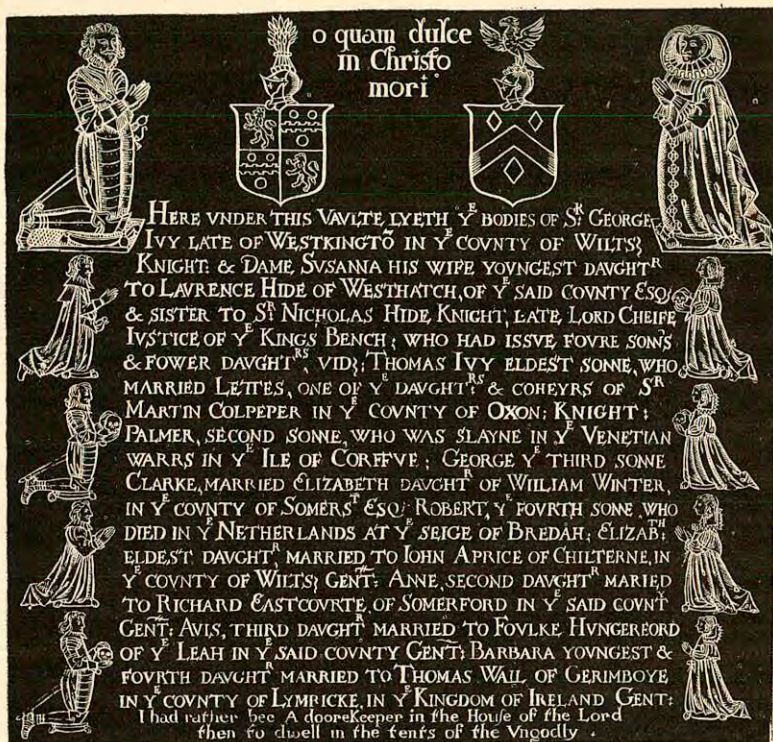 o quam dulce
in Christo
mori
HERE VNDER THIS VAVLTE LYETH Yᴱ BODIES OF Sᴿ GEORGE
IVY LATE OF WESTKINGTÕ IN Yᴱ COVNTY OF WILTS;
KNIGHT: & DAME SVSANNA HIS WIFE YOVNGEST DAVGHTᴿ
TO LAVRENCE HIDE OF WESTHATCH, OF Yᴱ SAID COVNTY ESQ;
& SISTER TO Sᴿ NICHOLAS HIDE KNIGHT, LATE LORD CHEIFE
IVSTICE OF Yᴱ KINGS BENCH; WHO HAD ISSVE FOVRE SONS
& FOWER DAVGHTᴿˢ, VID; THOMAS IVY ELDEST SONNE, WHO
MARRIED LETTES, ONE OF Yᴱ DAVGHTᴿˢ & COHEYRS OF Sᴿ
MARTIN COLPEPER IN Yᴱ COVNTY OF OXON; KNIGHT:
PALMER, SECOND SONNE, WHO WAS SLAYNE IN Yᴱ VENETIAN
WARRS IN Yᴱ ILE OF CORFFVE; GEORGE Yᴱ THIRD SONNE
CLARKE, MARRIED ELIZABETH DAVGHTᴿ OF WILLIAM WINTER,
IN Yᴱ COVNTY OF SOMERSᵀ ESQ; ROBERT, Yᴱ FOVRTH SONE WHO
DIED IN Yᴱ NETHERLANDS AT Yᴱ SEIGE OF BREDAH; ELIZABᵀᴴ:
ELDEST DAVGHTᴿ, MARRIED TO IOHN APRICE OF CHILTERNE, IN
Yᴱ COVNTY OF WILTS; GENT: ANNE, SECOND DAVGHTᴿ MARIED
TO RICHARD EASTCOVRTE, OF SOMERFORD IN Yᴱ SAID COVNTʸ
GENT: AVIS, THIRD DAVGHTᴿ MARRIED TO FOVLKE HVNGERFORD
OF Yᴱ LEAH IN Yᴱ SAID COVNTY GENT; BARBARA YOVNGEST &
FOVRTH DAVGHTᴿ MARRIED TO THOMAS WALL OF GERIMBOYE
IN Yᴱ COVNTY OF LYMRICKE, IN Yᴱ KINGDOM OF IRELAND GENT:
I had rather bee A doorekeeper in the House of the Lord
then to dwell in the tents of the Vngodly .